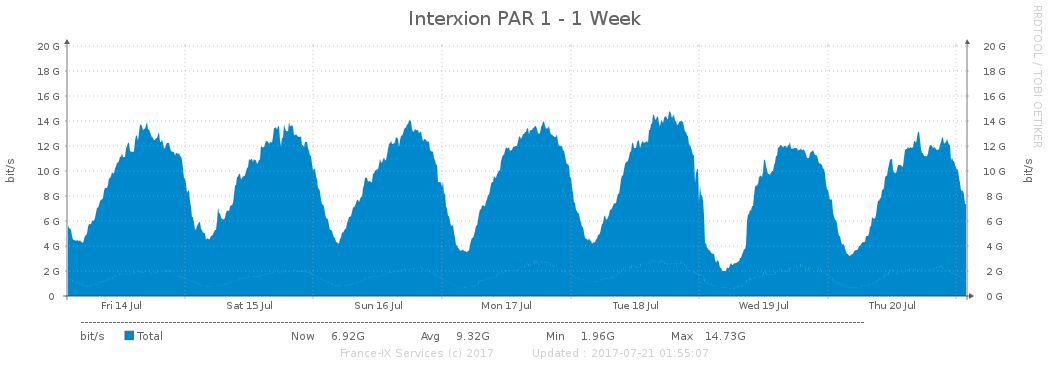 Interxion PAR 1 - 1 Week
RRDTOOL / TOBI OETIKER
20 G 20 G
18 G 18 G
16 G 16 G
14 G 14 G
12 G 12 G
10 G 10 G
8 G 8 G
6 G 6 G
4 G 4 G
2 G 2 G
0 0 G
bit/s bit/s
Fri 14 Jul Sat 15 Jul Sun 16 Jul Mon 17 Jul Tue 18 Jul Wed 19 Jul Thu 20 Jul
bit/s Total Now 6.92G Avg 9.32G Min 1.96G Max 14.73G
France-IX Services (c) 2017 Updated : 2017-07-21 01:55:07